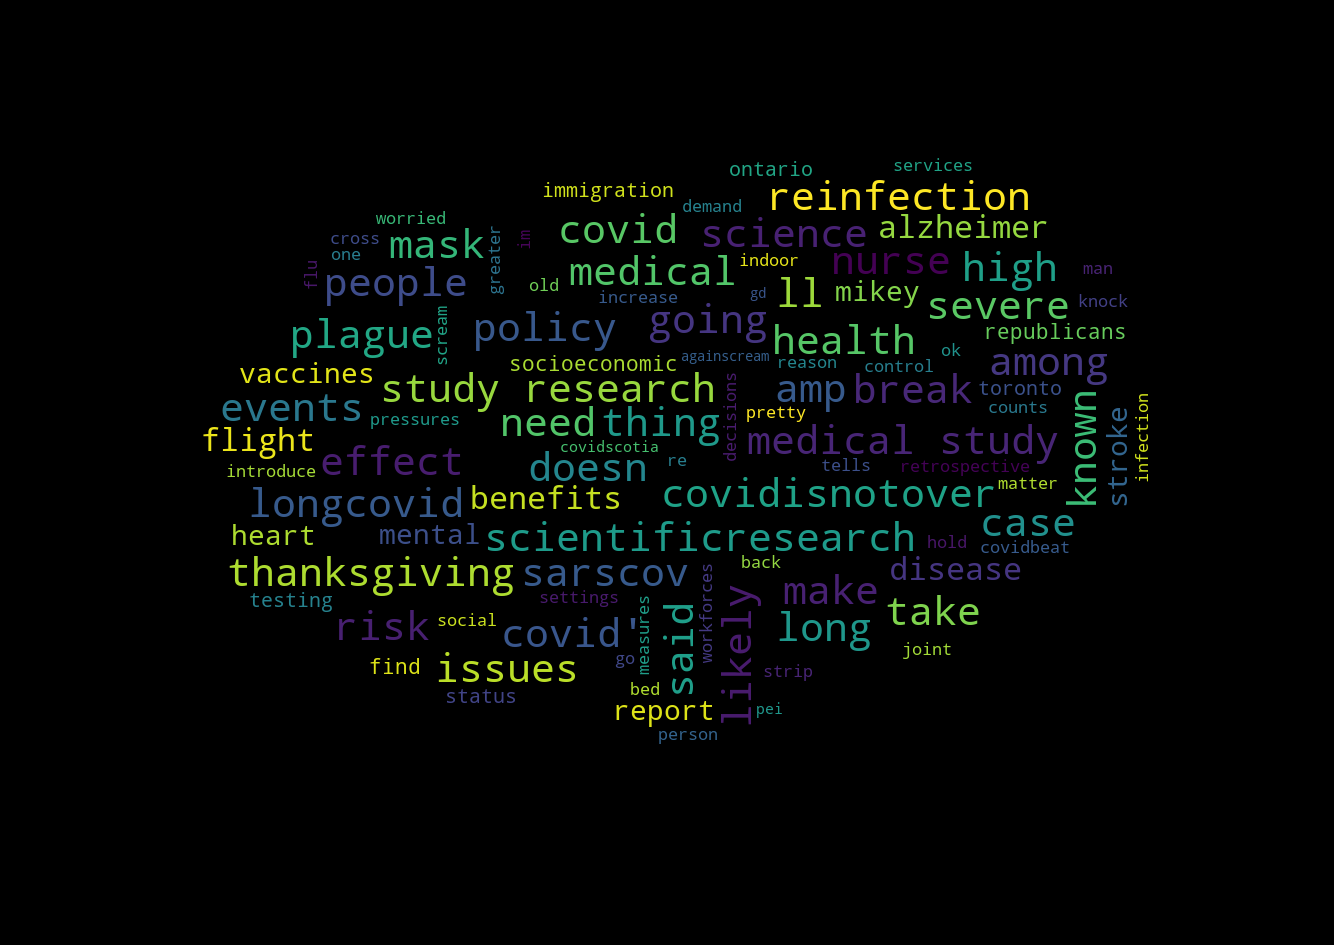 ontario
services
immigration
reinfection
demand
worried
covid
science
alzheimer
cross
mask
greater
im
one
medical
indoor
nurse
high
man
flu
people
old
increase
gd
ll
mikey
severe
knock
plague
scream
policy
going
health
republicans
socioeconomic
againscream
reason
control
ok
among
vaccines
study research
decisions
amp
break
toronto
events
pressures
need
thing
pretty
counts
known
stroke
infection
flight
covidscotia
medical study
introduce
effect
doesn
re
tells
retrospective
longcovid
benefits
covidisnotover
matter
heart
mental
scientificresearch
hold
case
covidbeat
thanksgiving
sarscov
workforces
back
disease
testing
settings
measures
likely
make
take
risk
social
covid'
said
long
joint
find
issues
go
strip
status
bed
report
pei
person